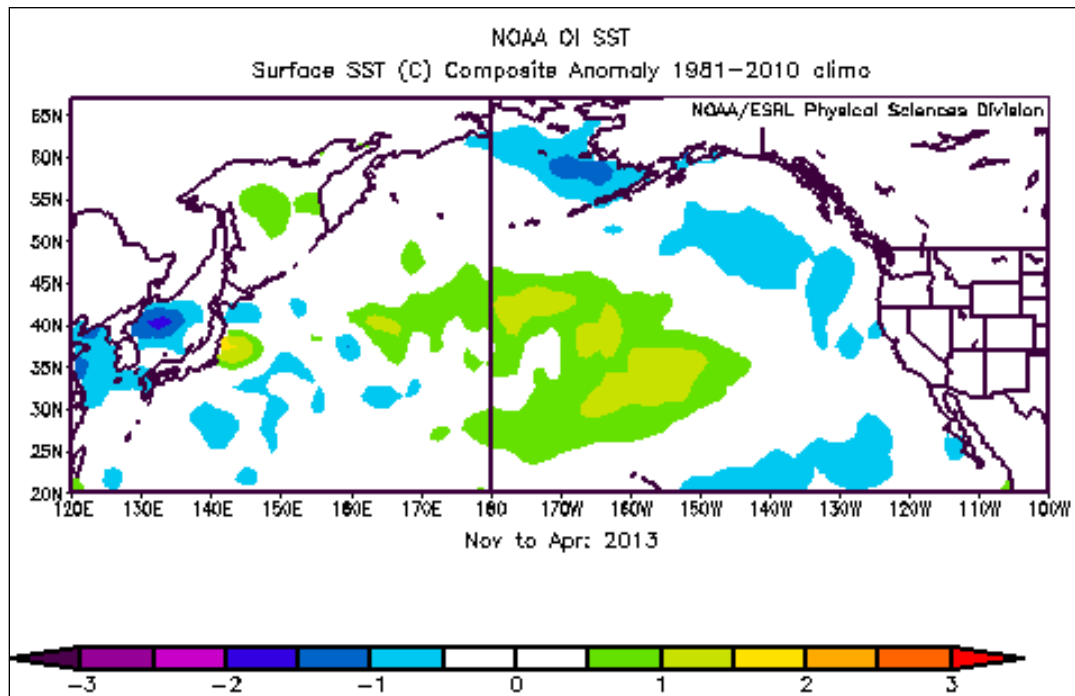 NOAA OI SST
Surface SST (C) Composite Anomaly 1981-2010 climo
NOAA/ESRL Physical Sciences Division
65N
60N
55N
50N
45N
40N
35N
30N
25N
20N
120E 130E 140E 150E 160E 170E 180 170W 160W 150W 140W 130W 120W 110W 100W
Nov to Apr: 2013
-3 -2 -1 0 1 2 3